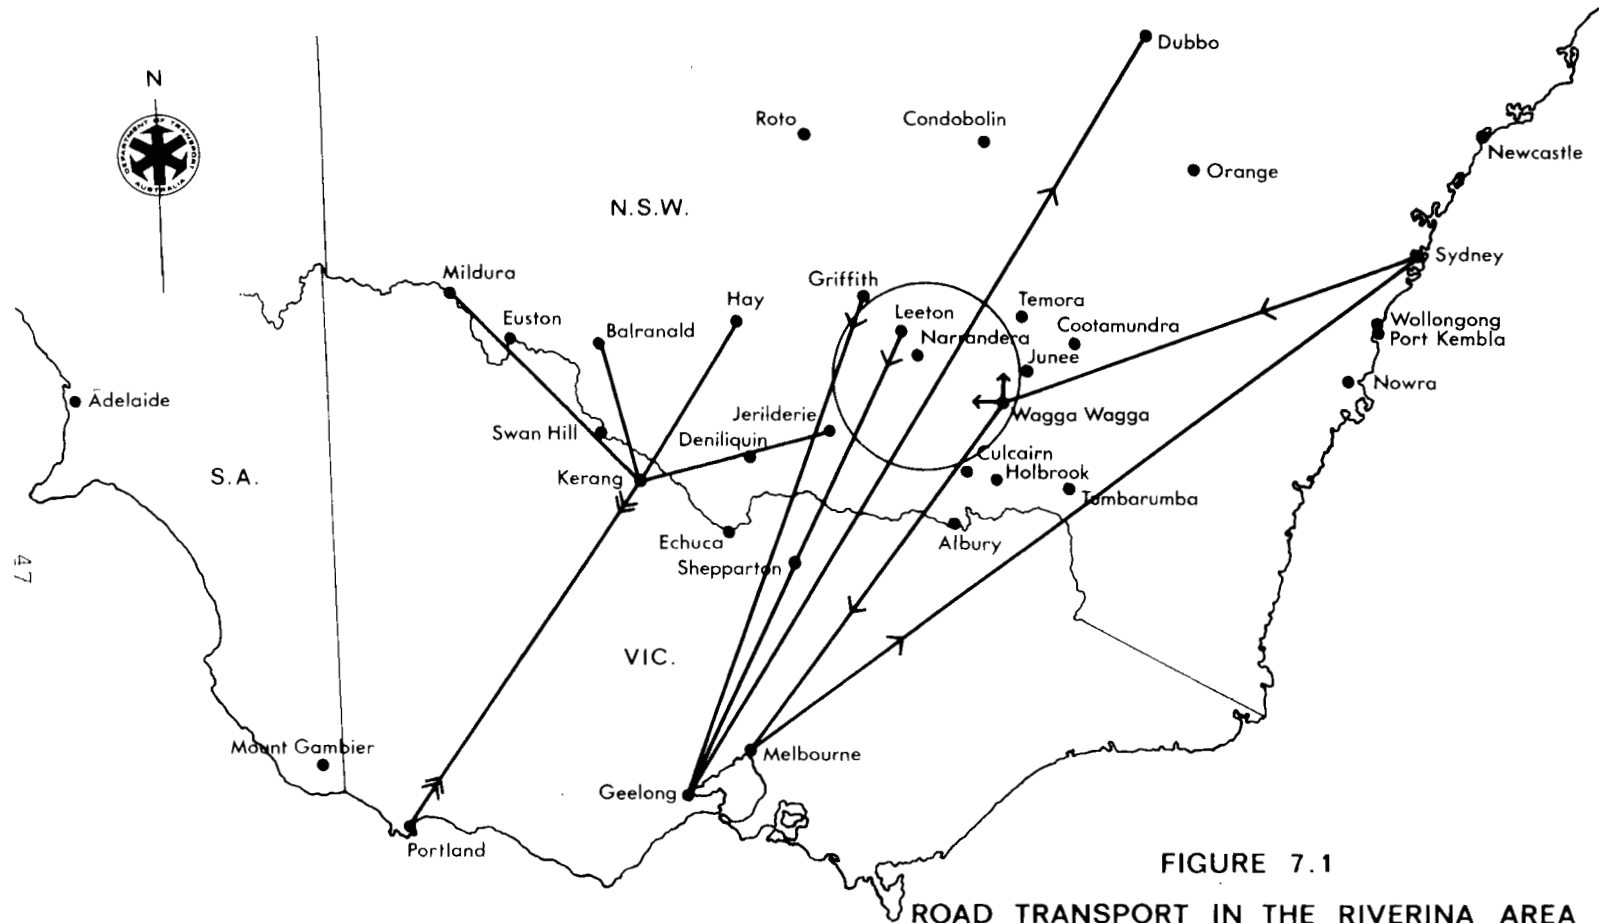 Dubbo
N
Roto
Condobolin
Newcastle
DEPARTMENT OF TRANSPORT
AUSTRALIA
Orange
N.S.W.
Sydney
Mildura
Griffith
Hay
Temora
Leeton
Euston
Balranald
Cootamundra
Wollongong
Port Kembla
Narrandera
Junee
Nowra
Adelaide
Jerilderie
Wagga Wagga
Swan Hill
Deniliquin
Culcairn
Holbrook
S.A.
Kerang
Tumbarumba
Echuca
Albury
Shepparton
47
VIC.
Mount Gambier
Melbourne
Geelong
Portland
FIGURE 7.1
ROAD TRANSPORT IN THE RIVERINA AREA